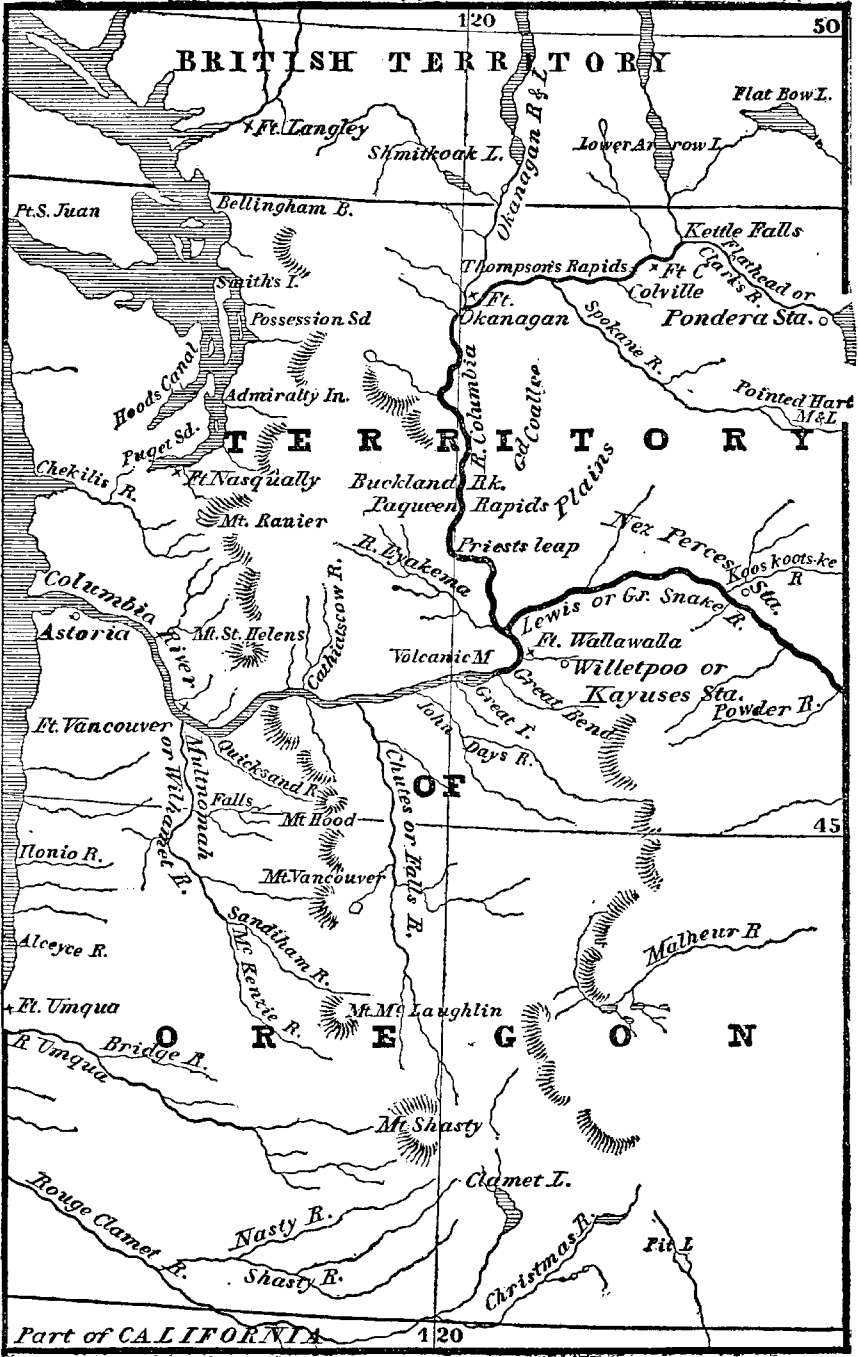 120
50
BRITISH TERRITORY
Flat Bow L.
Ft. Langley
Okanagan R & L
Shmitkoak L.
Lower Arrow L
Pt. S. Juan
Bellingham B.
Kettle Falls
Flathead or
Clark's R.
Thompson's Rapids
Ft C
Colville
Smith's I.
Ft.
Okanagan
Possession Sd
Pondera Sta.
Spokane R.
Hoods Canal
R. Columbia
Gd Coallee
Admiralty In.
Pointed Hart
M & L
Puget Sd.
TERRITORY
Chekilis R.
Ft Nasqually
Buckland Rk.
Paqueen Rapids
Plains
Mt. Ranier
Nez Perces
Sta.
Priests leap
R. Eyakema
Kooskoots-ke
R
Columbia
River
Astoria
Lewis or Gr. Snake R.
Mt. St. Helens
Cathiatscow R.
Volcanic M
Ft. Wallawalla
Willetpoo or
Kayuses Sta.
Great Bend
Great I.
Powder R.
Ft. Vancouver
John
Days R.
Multnomah
or Wilhamet R.
Quicksand R
Chutes or Falls R.
OF
Falls
Mt Hood
45
Ilonio R.
Mt. Vancouver
Sandiham R.
Mc Kenzie R.
Malheur R
Alceyce R.
Ft. Umqua
Mt. Mc Laughlin
OREGON
R Umqua
Bridge R.
Mt Shasty
Clamet L.
Rouge Clamet R.
Nasty R.
Shasty R.
Christmas R.
Pit L
Part of CALIFORNIA
120